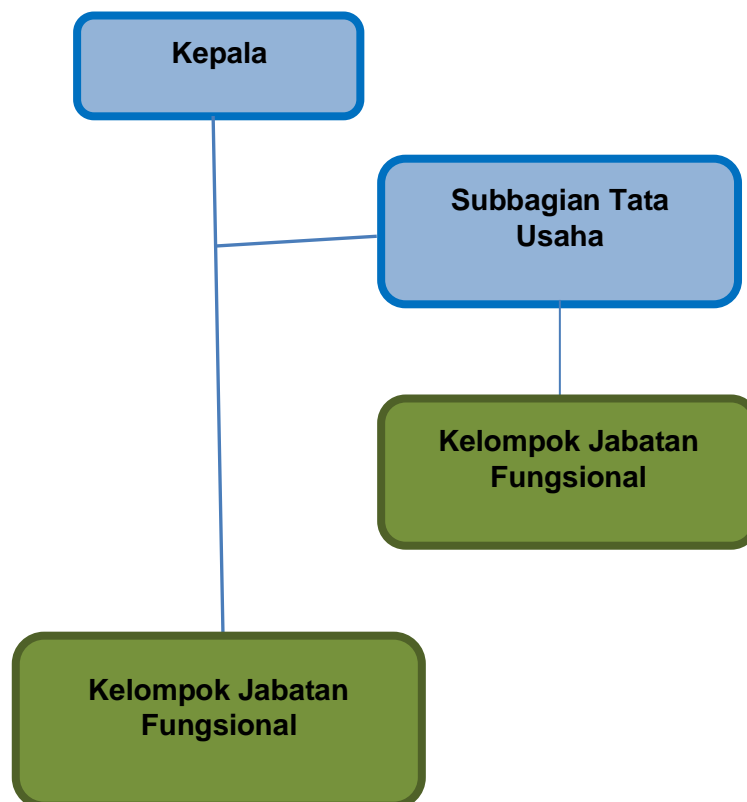 Kepala
Subbagian Tata
Usaha
Kelompok Jabatan
Fungsional
Kelompok Jabatan
Fungsional